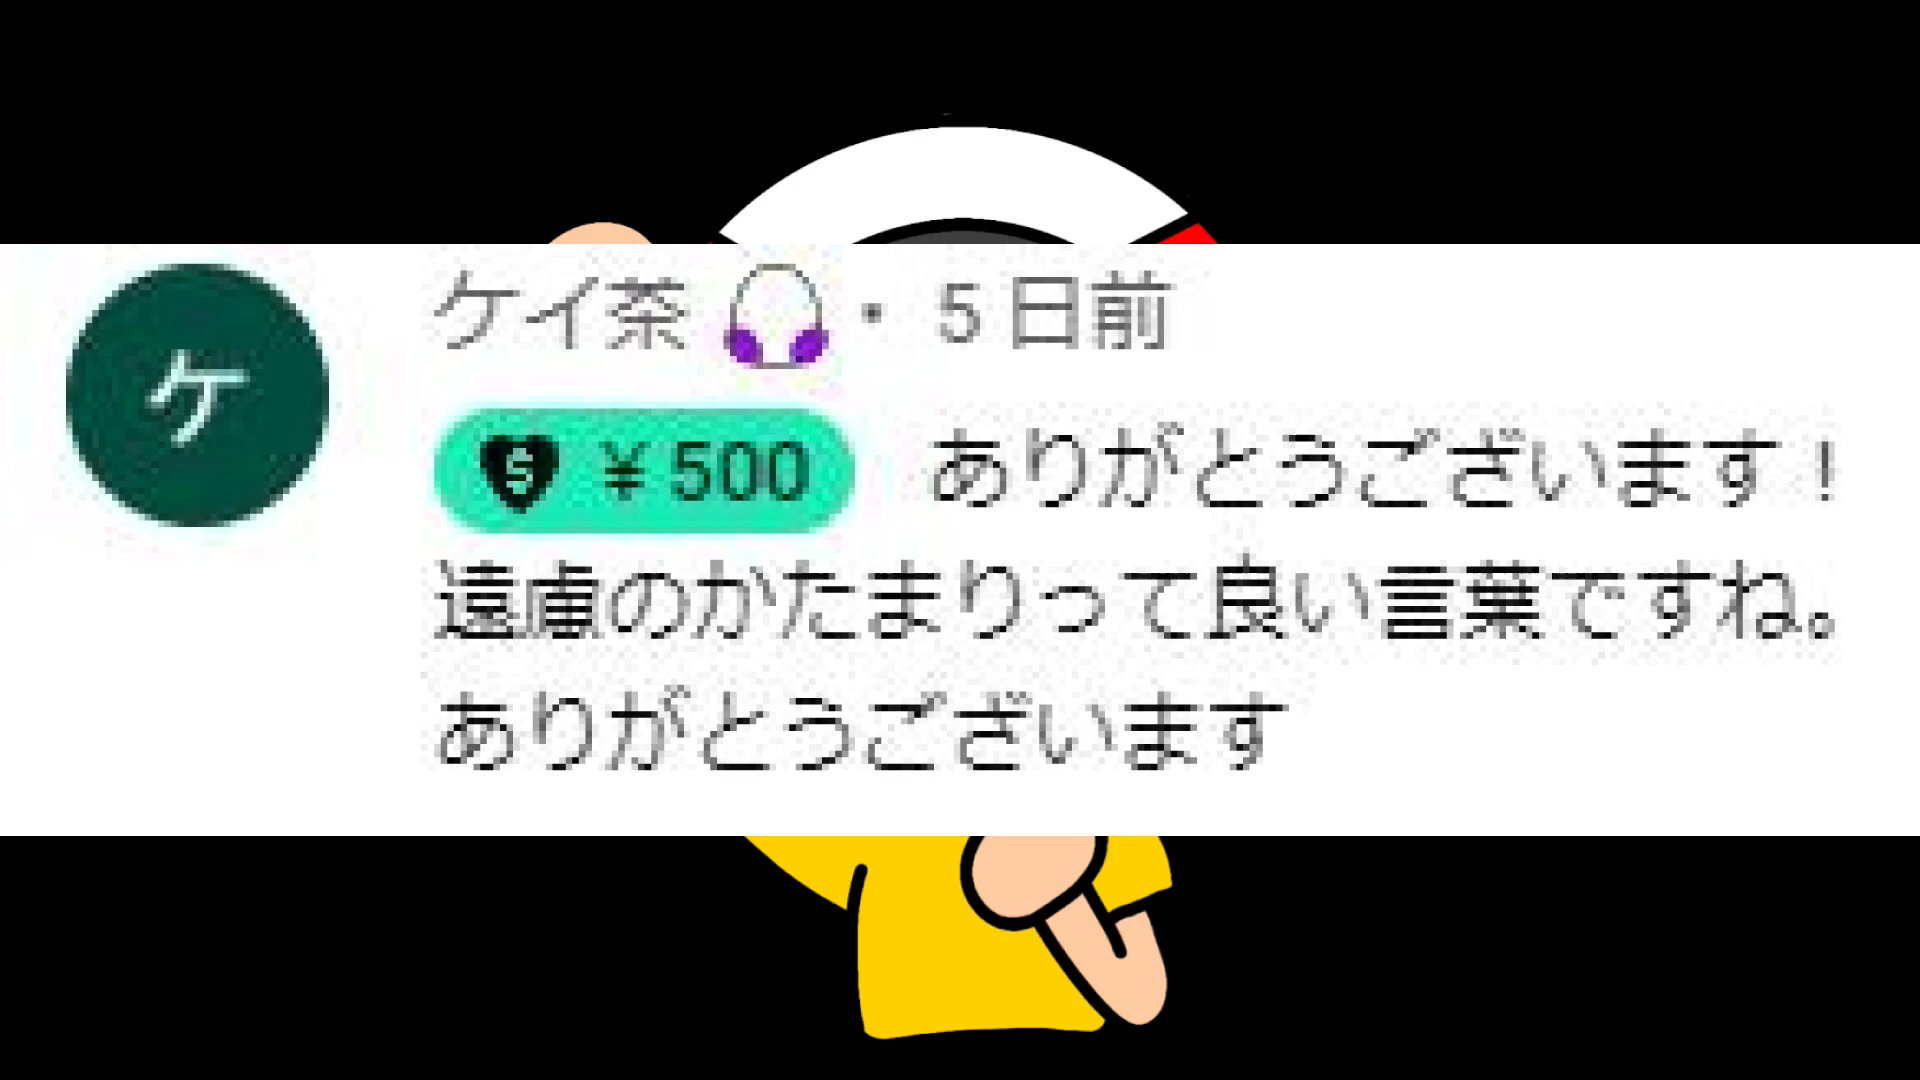 ケ
ケイ茶 • 5 日前
¥ 500 ありがとうございます！
遠慮のかたまりって良い言葉ですね。
ありがとうございます